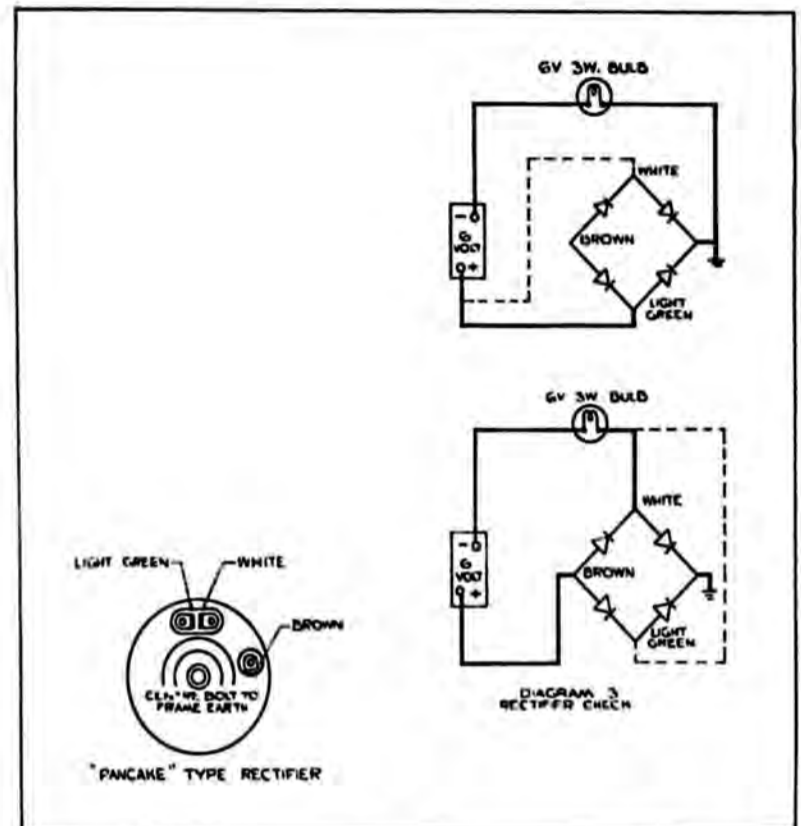 6V 3W. BULB
WHITE
- 
6
VOLT
+
BROWN
LIGHT
GREEN
6V 3W BULB
WHITE
-
6
VOLT
+
BROWN
LIGHT
GREEN
DIAGRAM 3
RECTIFIER CHECK
LIGHT GREEN
WHITE
BROWN
CENTRE BOLT TO
FRAME EARTH
"PANCAKE" TYPE RECTIFIER